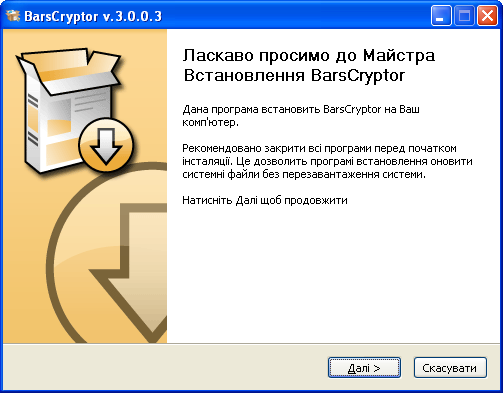 BarsCryptor v.3.0.0.3
Ласкаво просимо до Майстра
Встановлення BarsCryptor
Дана програма встановить BarsCryptor на Ваш
комп'ютер.
Рекомендовано закрити всі програми перед початком
інсталяції. Це дозволить програмі встановлення оновити
системні файли без перезавантаження системи.
Натисніть Далі щоб продовжити
Далі >
Скасувати